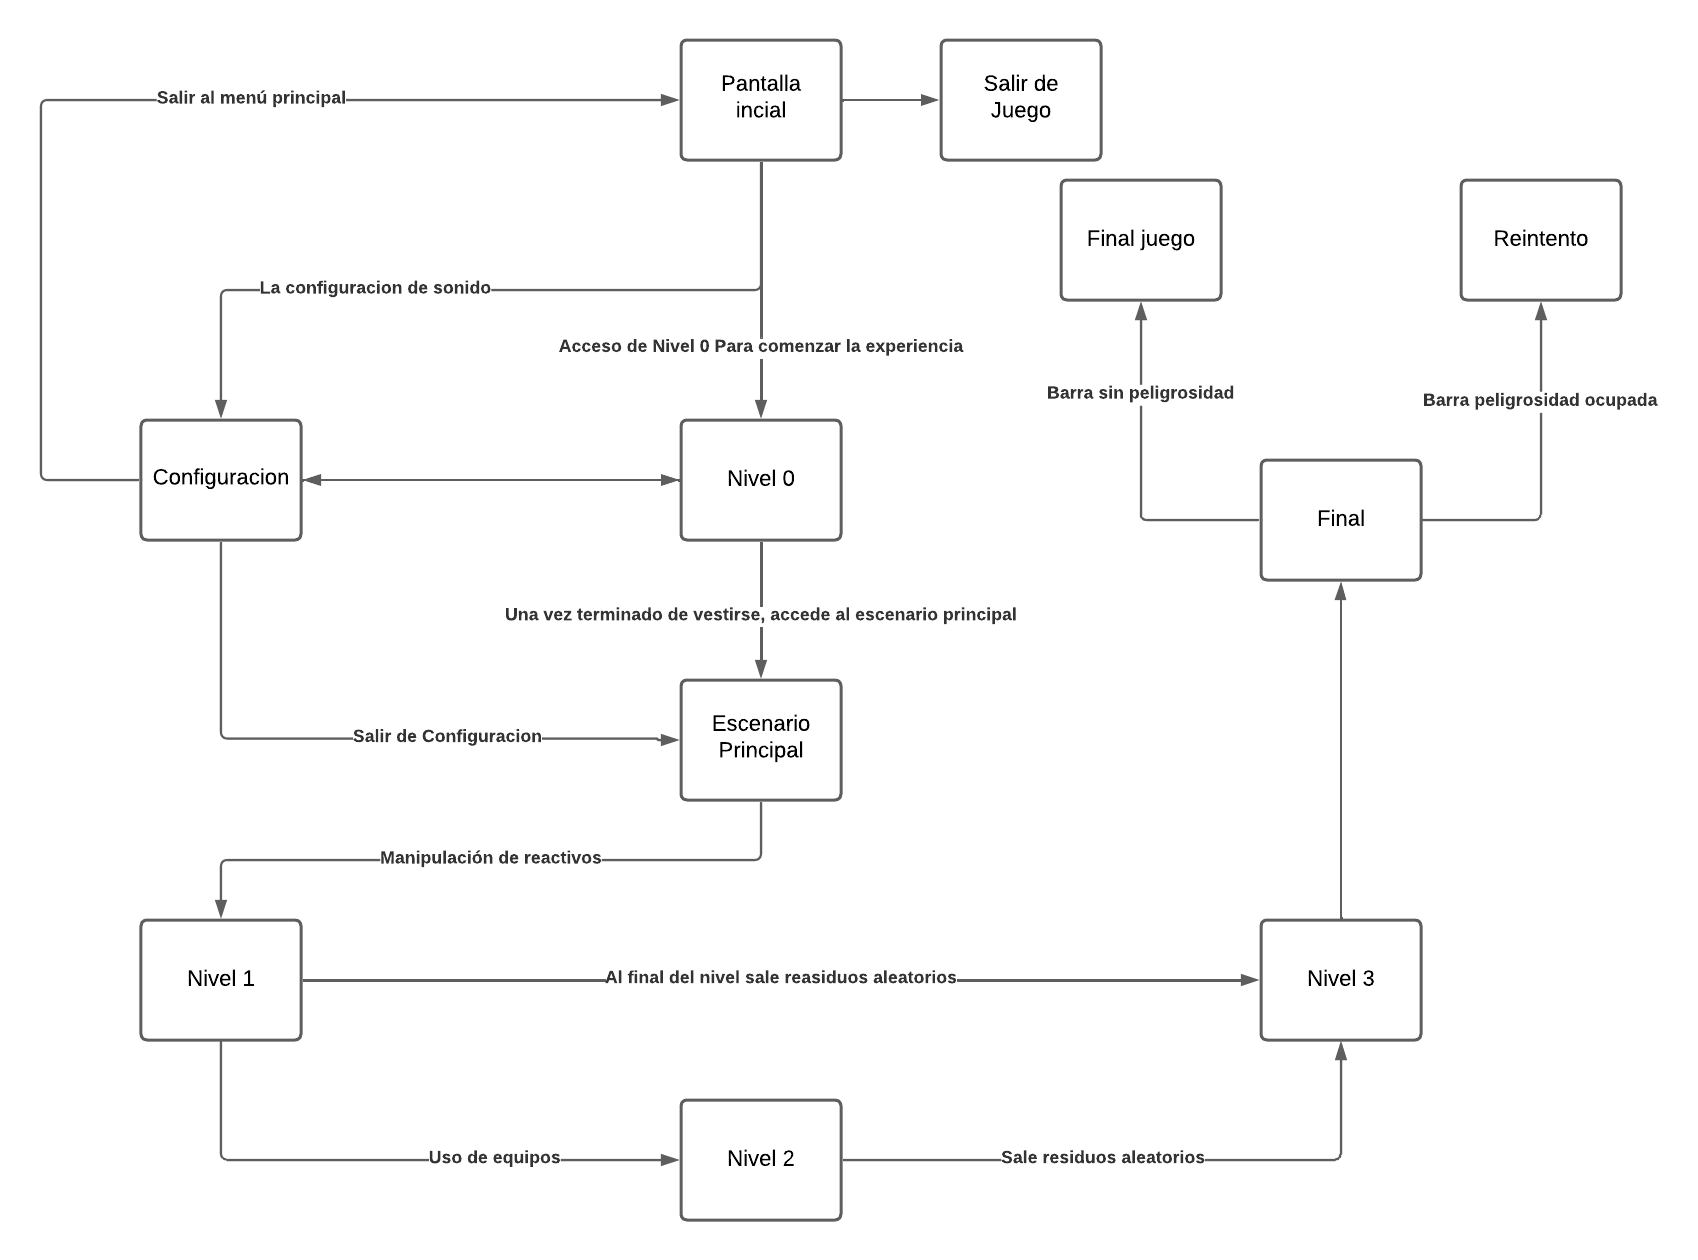 Pantalla
incial
Salir de
Juego
Salir al menú principal
Final juego
Reintento
La configuracion de sonido
Acceso de Nivel 0 Para comenzar la experiencia
Barra sin peligrosidad
Barra peligrosidad ocupada
Configuracion
Nivel 0
Final
Una vez terminado de vestirse, accede al escenario principal
Escenario
Principal
Salir de Configuracion
Manipulación de reactivos
Nivel 1
Al final del nivel sale reasiduos aleatorios
Nivel 3
Uso de equipos
Nivel 2
Sale residuos aleatorios